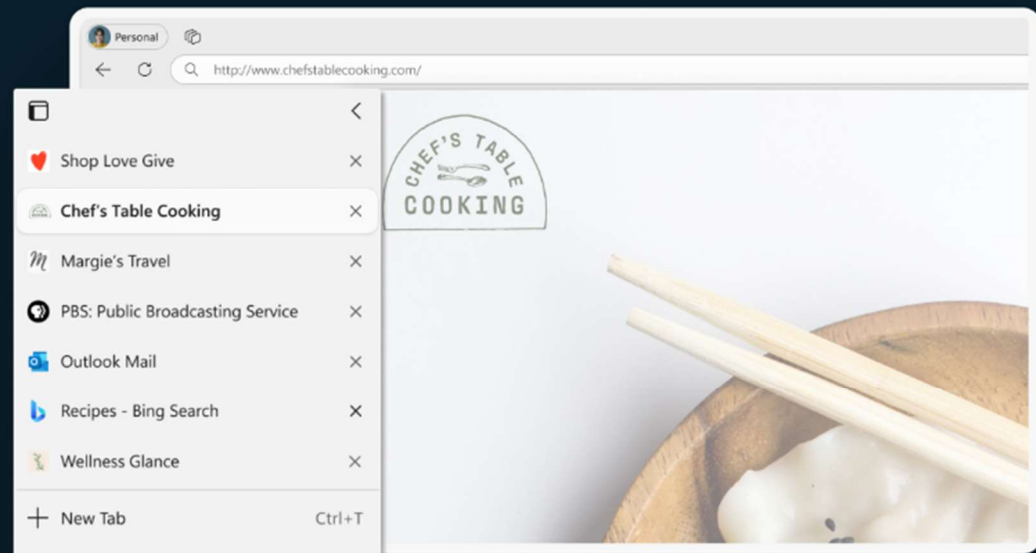 Personal
http://www.chefstablecooking.com/
Shop Love Give
Chef's Table Cooking
Margie's Travel
PBS: Public Broadcasting Service
Outlook Mail
Recipes - Bing Search
Wellness Glance
New Tab Ctrl+T
CHEF'S TABLE
COOKING